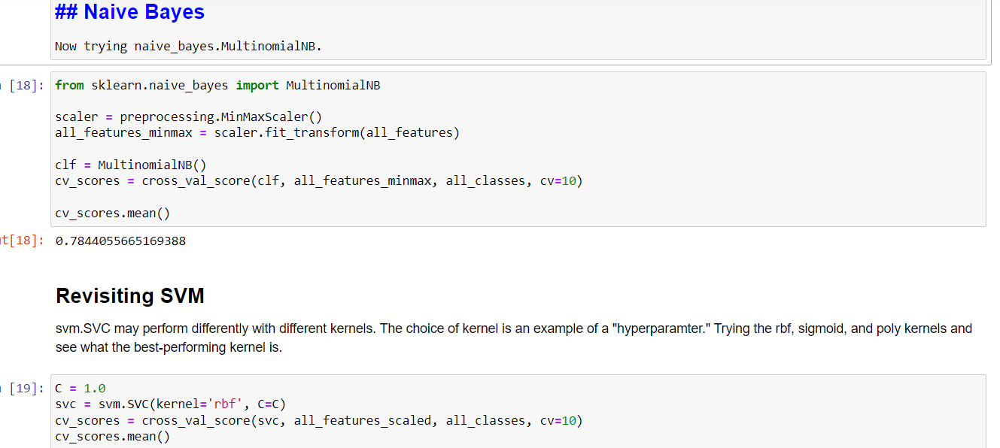 ## Naive Bayes
Now trying naive_bayes.MultinomialNB.
[18]: from sklearn.naive_bayes import MultinomialNB
scaler = preprocessing.MinMaxScaler()
all_features_minmax = scaler.fit_transform(all_features)
clf = MultinomialNB()
cv_scores = cross_val_score(clf, all_features_minmax, all_classes, cv=10)
cv_scores.mean()
t[18]: 0.7844055665169388
Revisiting SVM
svm.SVC may perform differently with different kernels. The choice of kernel is an example of a "hyperparamter." Trying the rbf, sigmoid, and poly kernels and
see what the best-performing kernel is.
[19]: C = 1.0
svc = svm.SVC(kernel='rbf', C=C)
cv_scores = cross_val_score(svc, all_features_scaled, all_classes, cv=10)
cv_scores.mean()